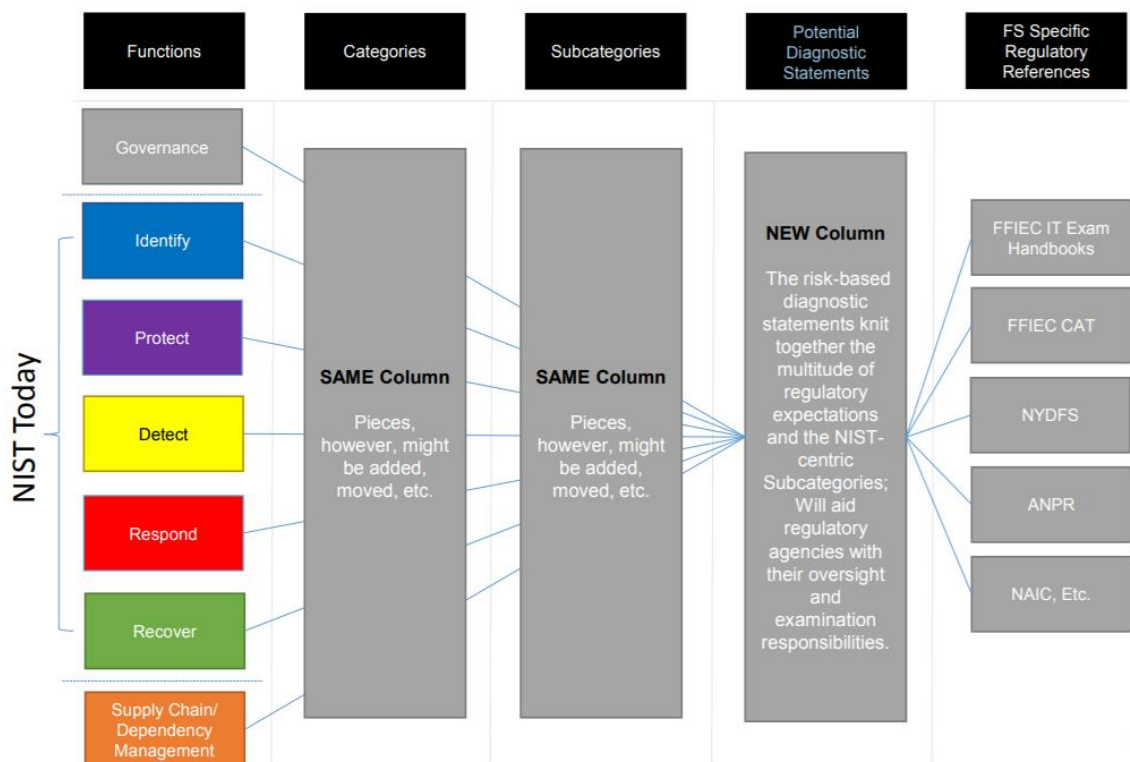 Functions
Categories
Subcategories
Potential
Diagnostic
Statements
FS Specific
Regulatory
References
NIST Today
Governance
Identify
Protect
Detect
Respond
Recover
Supply Chain/
Dependency
Management
SAME Column
Pieces,
however, might
be added,
moved, etc.
SAME Column
Pieces,
however, might
be added,
moved, etc.
NEW Column
The risk-based
diagnostic
statements knit
together the
multitude of
regulatory
expectations
and the NIST-
centric
Subcategories;
Will aid
regulatory
agencies with
their oversight
and
examination
responsibilities.
FFIEC IT Exam
Handbooks
FFIEC CAT
NYDFS
ANPR
NAIC, Etc.